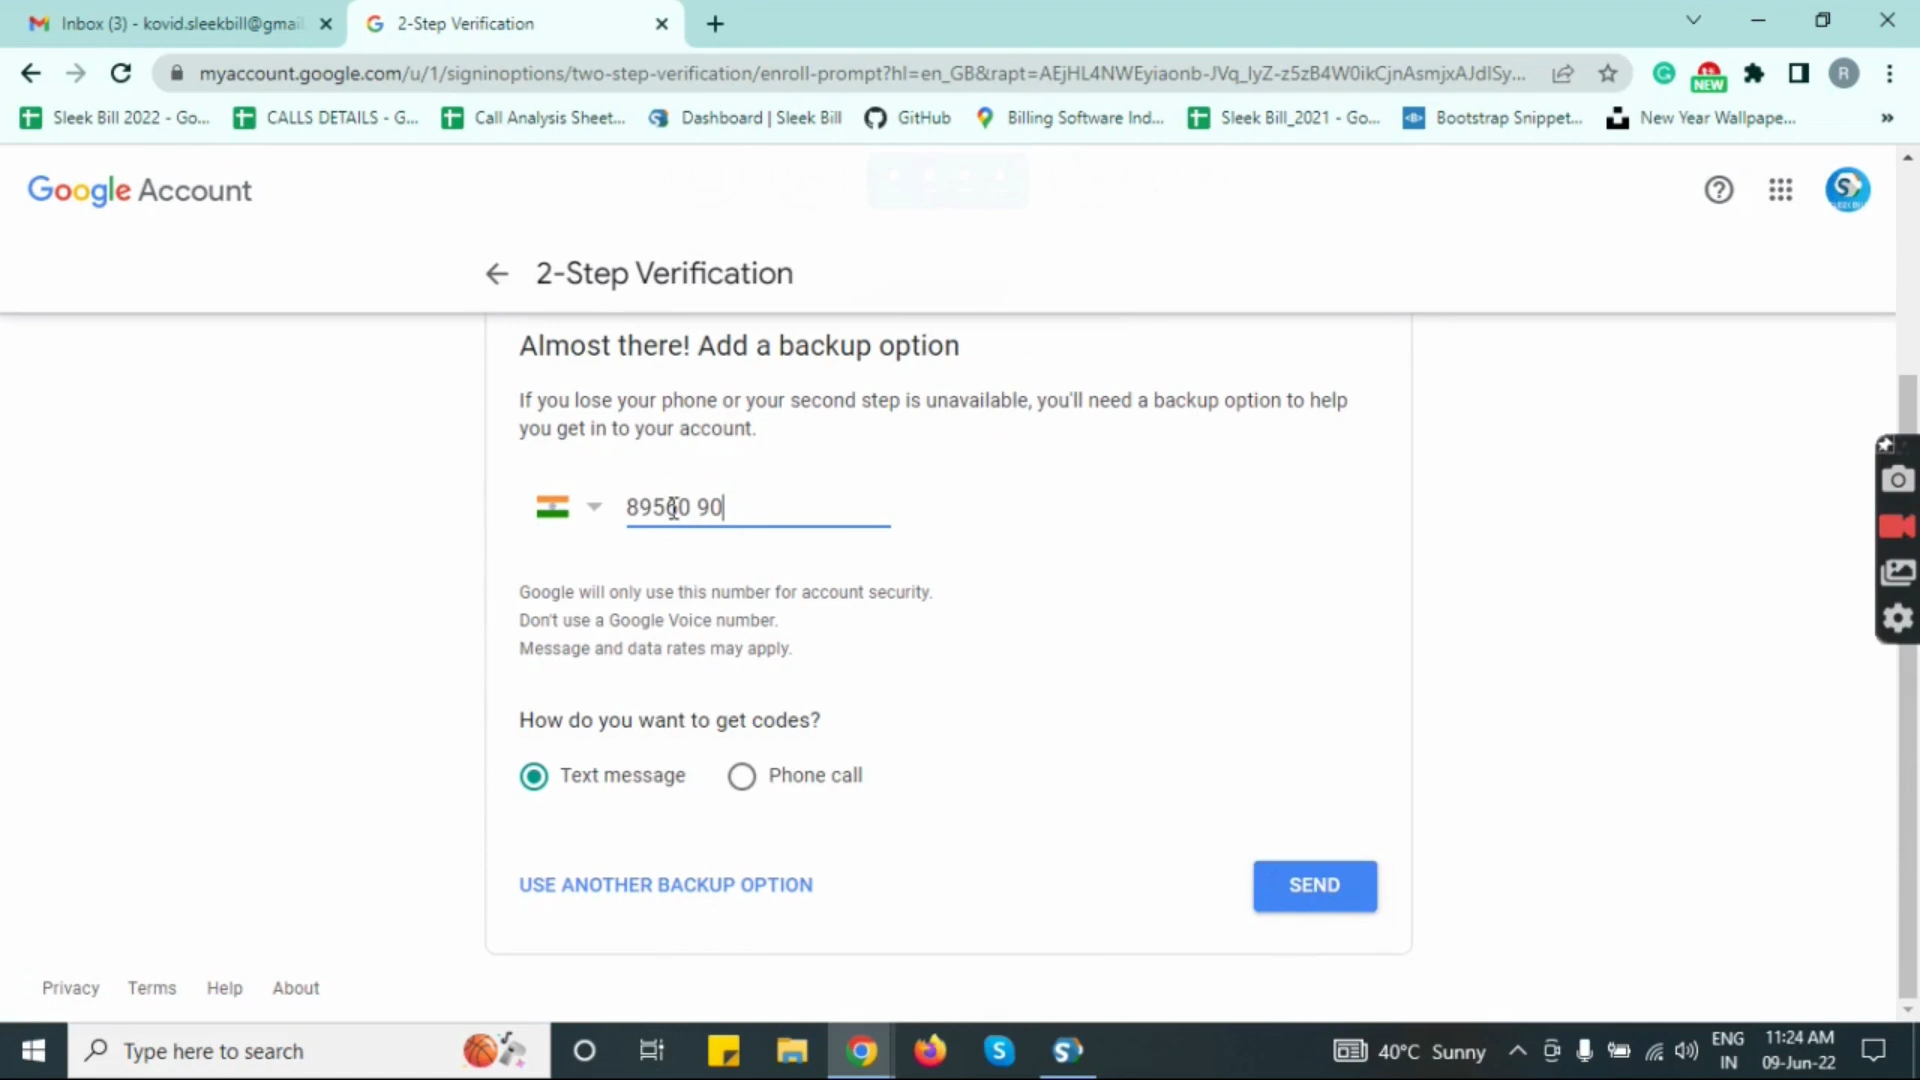 Inbox (3) - kovid.sleekbill@gmai
2-Step Verification
myaccount.google.com/u/1/signinoptions/two-step-verification/enroll-prompt?hl=en_GB&rapt=AEjHL4NWEyiaonb-JVq_lyZ-z5zB4W0ikCjnAsmjxAJdlSy...
NEW
R
Sleek Bill 2022 - Go...
CALLS DETAILS - G...
Call Analysis Sheet...
Dashboard | Sleek Bill
GitHub
Billing Software Ind...
Sleek Bill_2021 - Go...
Bootstrap Snippet...
New Year Wallpape...
»
Google Account
2-Step Verification
Almost there! Add a backup option
If you lose your phone or your second step is unavailable, you'll need a backup option to help
you get in to your account.
89560 90
Google will only use this number for account security.
Don't use a Google Voice number.
Message and data rates may apply.
How do you want to get codes?
Text message
Phone call
USE ANOTHER BACKUP OPTION
SEND
Privacy
Terms
Help
About
Type here to search
40°C Sunny
ENG
IN
11:24 AM
09-Jun-22